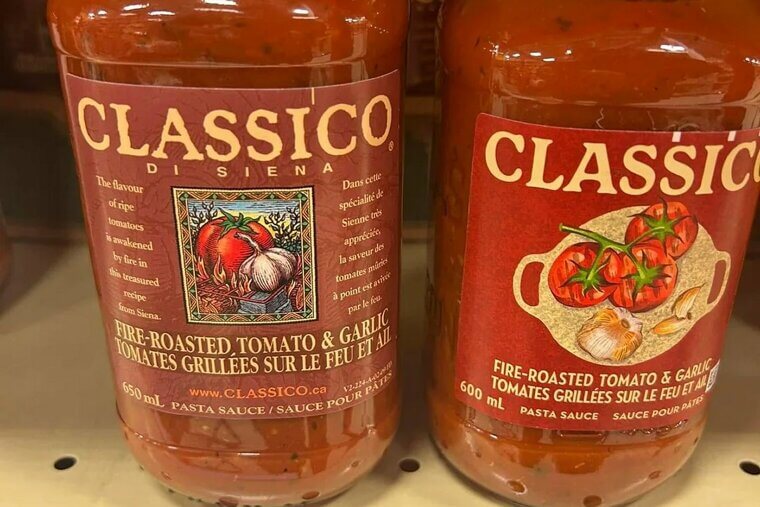 CLASSICO®
DI SIENA
The flavour
of ripe
tomatoes
is awakened
by fire in
this treasured
recipe
from Siena.
Dans cette
spécialité de
Sienne très
appréciée,
la saveur des
tomates mûries
à point est avivée
par le feu.
FIRE-ROASTED TOMATO & GARLIC
TOMATES GRILLÉES SUR LE FEU ET AIL
650 mL
www.CLASSICO.ca
PASTA SAUCE / SAUCE POUR PÂTES
CLASSIC
FIRE-ROASTED TOMATO & GARLIC
TOMATES GRILLÉES SUR LE FEU ET AIL
600 mL
PASTA SAUCE SAUCE POUR PÂTES